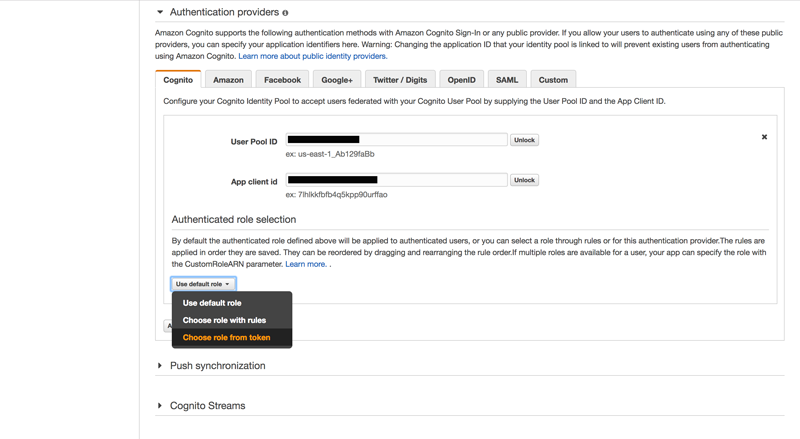 Authentication providers
Amazon Cognito supports the following authentication methods with Amazon Cognito Sign-In or any public provider. If you allow your users to authenticate using any of these public
providers, you can specify your application identifiers here. Warning: Changing the application ID that your identity pool is linked to will prevent existing users from authenticating
using Amazon Cognito. Learn more about public identity providers.
Cognito Amazon Facebook Google+ Twitter / Digits OpenID SAML Custom
Configure your Cognito Identity Pool to accept users federated with your Cognito User Pool by supplying the User Pool ID and the App Client ID.
User Pool ID Unlock
ex: us-east-1_Ab129faBb
App client id Unlock
ex: 7lhlkkfbfb4q5kpp90urffao
Authenticated role selection
By default the authenticated role defined above will be applied to authenticated users, or you can select a role through rules or for this authentication provider.The rules are
applied in order they are saved. They can be reordered by dragging and rearranging the rule order.If multiple roles are available for a user, your app can specify the role with
the CustomRoleARN parameter. Learn more. .
Use default role
Use default role
Choose role with rules
Choose role from token
Push synchronization
Cognito Streams